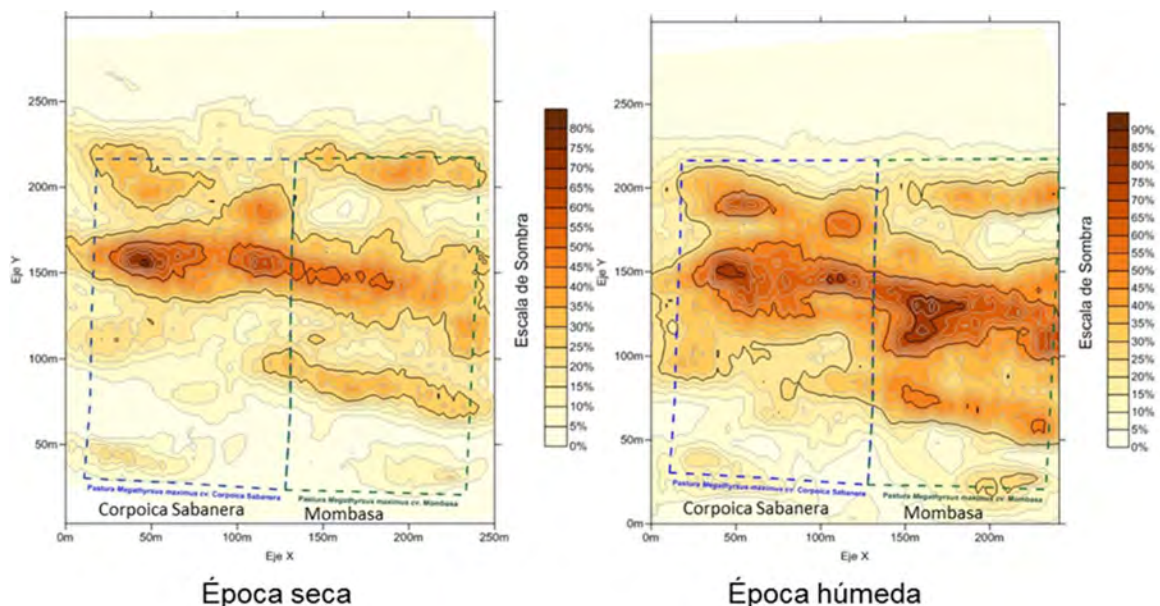 250m
200m
150m
100m
50m
0m
Eje Y
0m 50m 100m 150m 200m 250m
Eje X
Pastura Megathyrsus maximus cv. Corpoica Sabanera
Pastura Megathyrsus maximus cv. Mombasa
Corpoica Sabanera
Mombasa
Escala de Sombra
80%
75%
70%
65%
60%
55%
50%
45%
40%
35%
30%
25%
20%
15%
10%
5%
0%
Época seca
250m
200m
150m
100m
50m
0m
Eje Y
0m 50m 100m 150m 200m
Eje X
Pastura Megathyrsus maximus cv. Corpoica Sabanera
Pastura Megathyrsus maximus cv. Mombasa
Corpoica Sabanera
Mombasa
Escala de Sombra
90%
85%
80%
75%
70%
65%
60%
55%
50%
45%
40%
35%
30%
25%
20%
15%
10%
5%
0%
Época húmeda